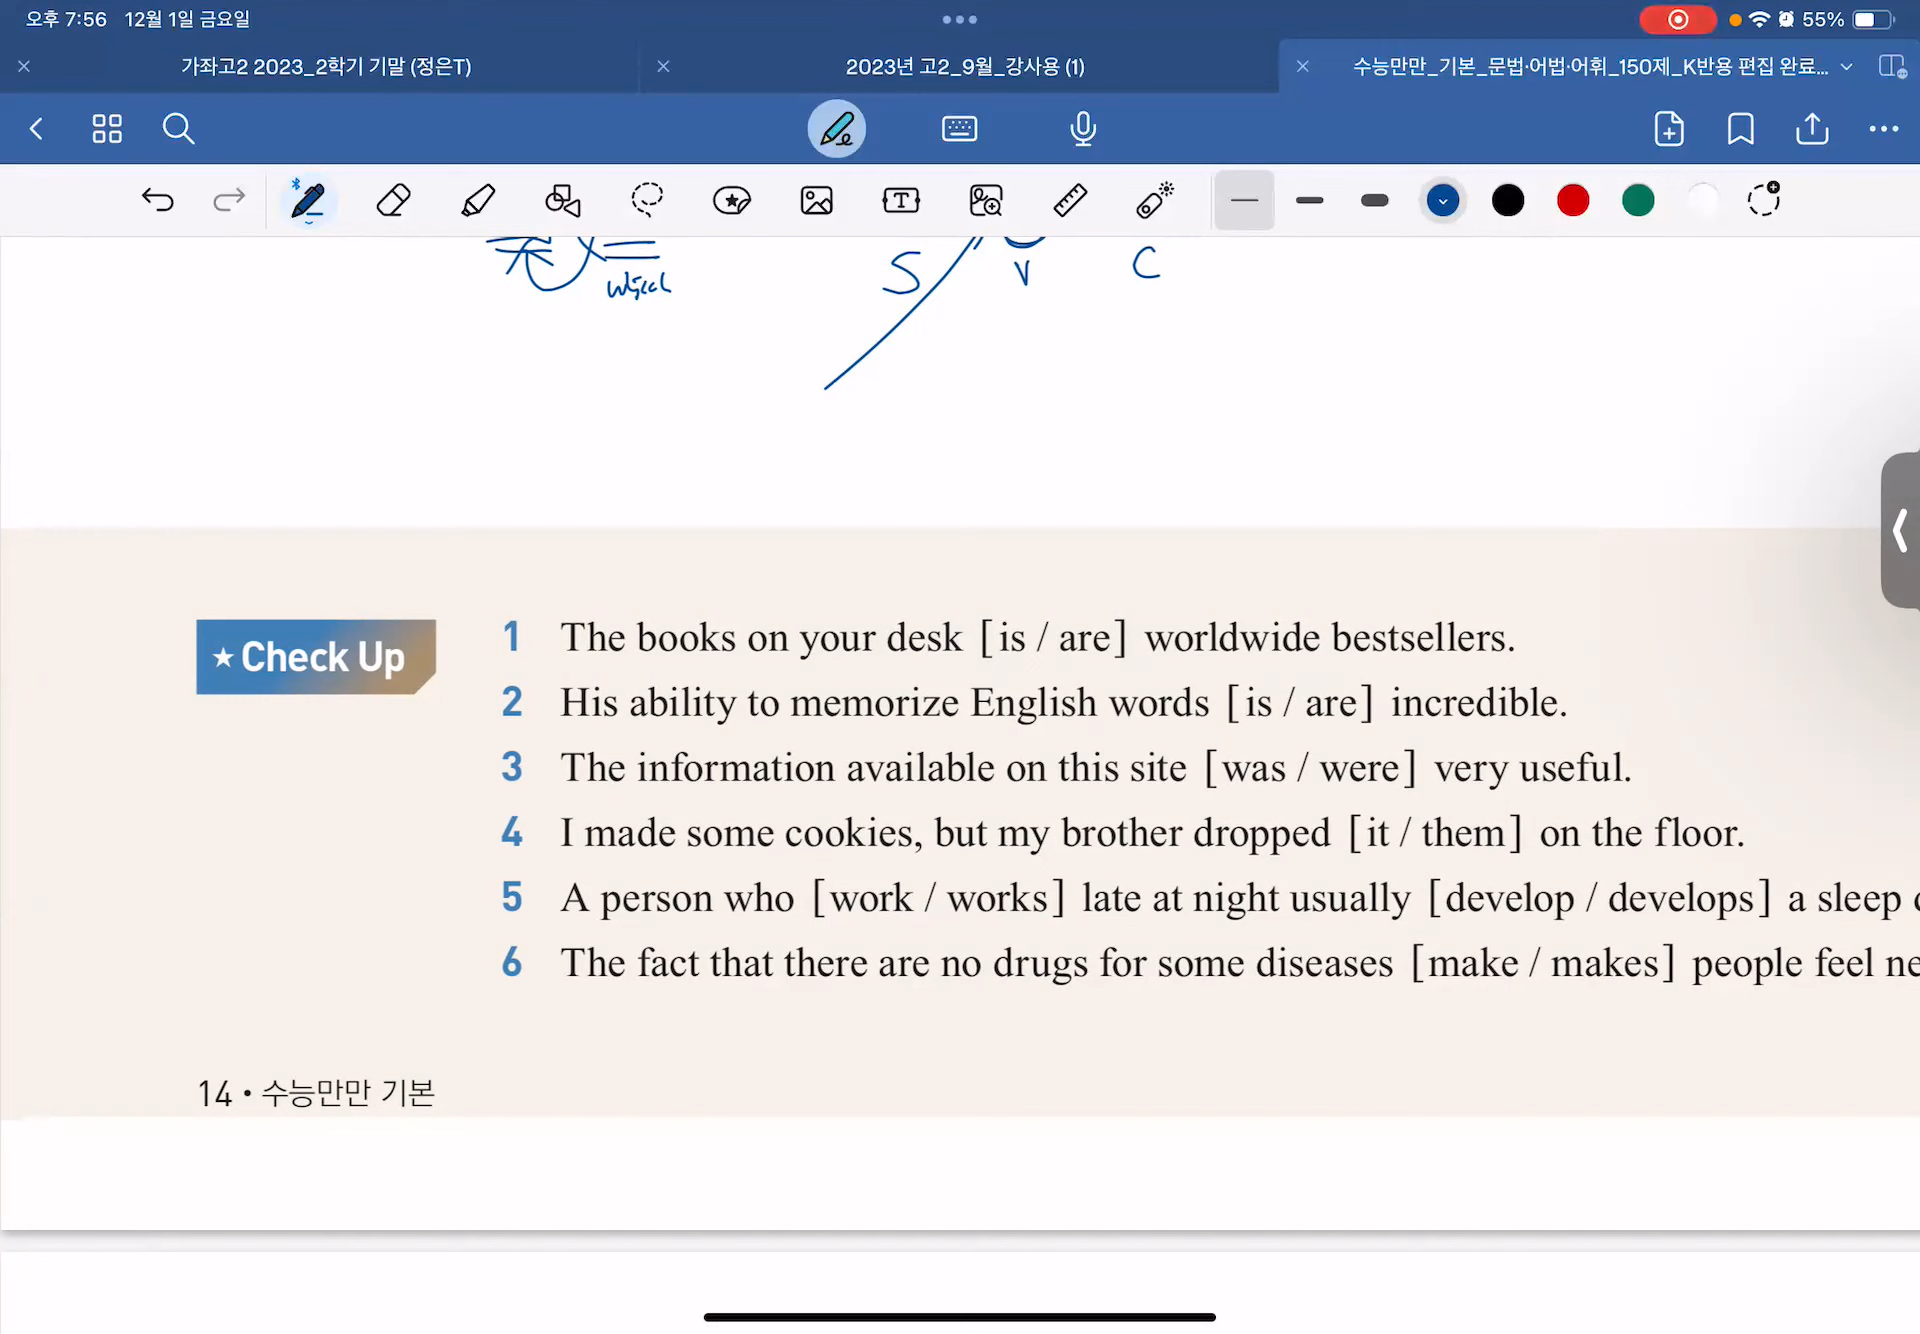 오후 7:56 12월 1일 금요일
55%
가좌고2 2023_2학기 기말 (정은T)
2023년 고2_9월_강사용 (1)
수능만만_기본_문법·어법·어휘_150제_K반용 편집 완료...
S
V
C
★ Check Up
1 The books on your desk [is / are] worldwide bestsellers.
2 His ability to memorize English words [is / are] incredible.
3 The information available on this site [was / were] very useful.
4 I made some cookies, but my brother dropped [it / them] on the floor.
5 A person who [work / works] late at night usually [develop / develops] a sleep
6 The fact that there are no drugs for some diseases [make / makes] people feel ne
14 • 수능만만 기본